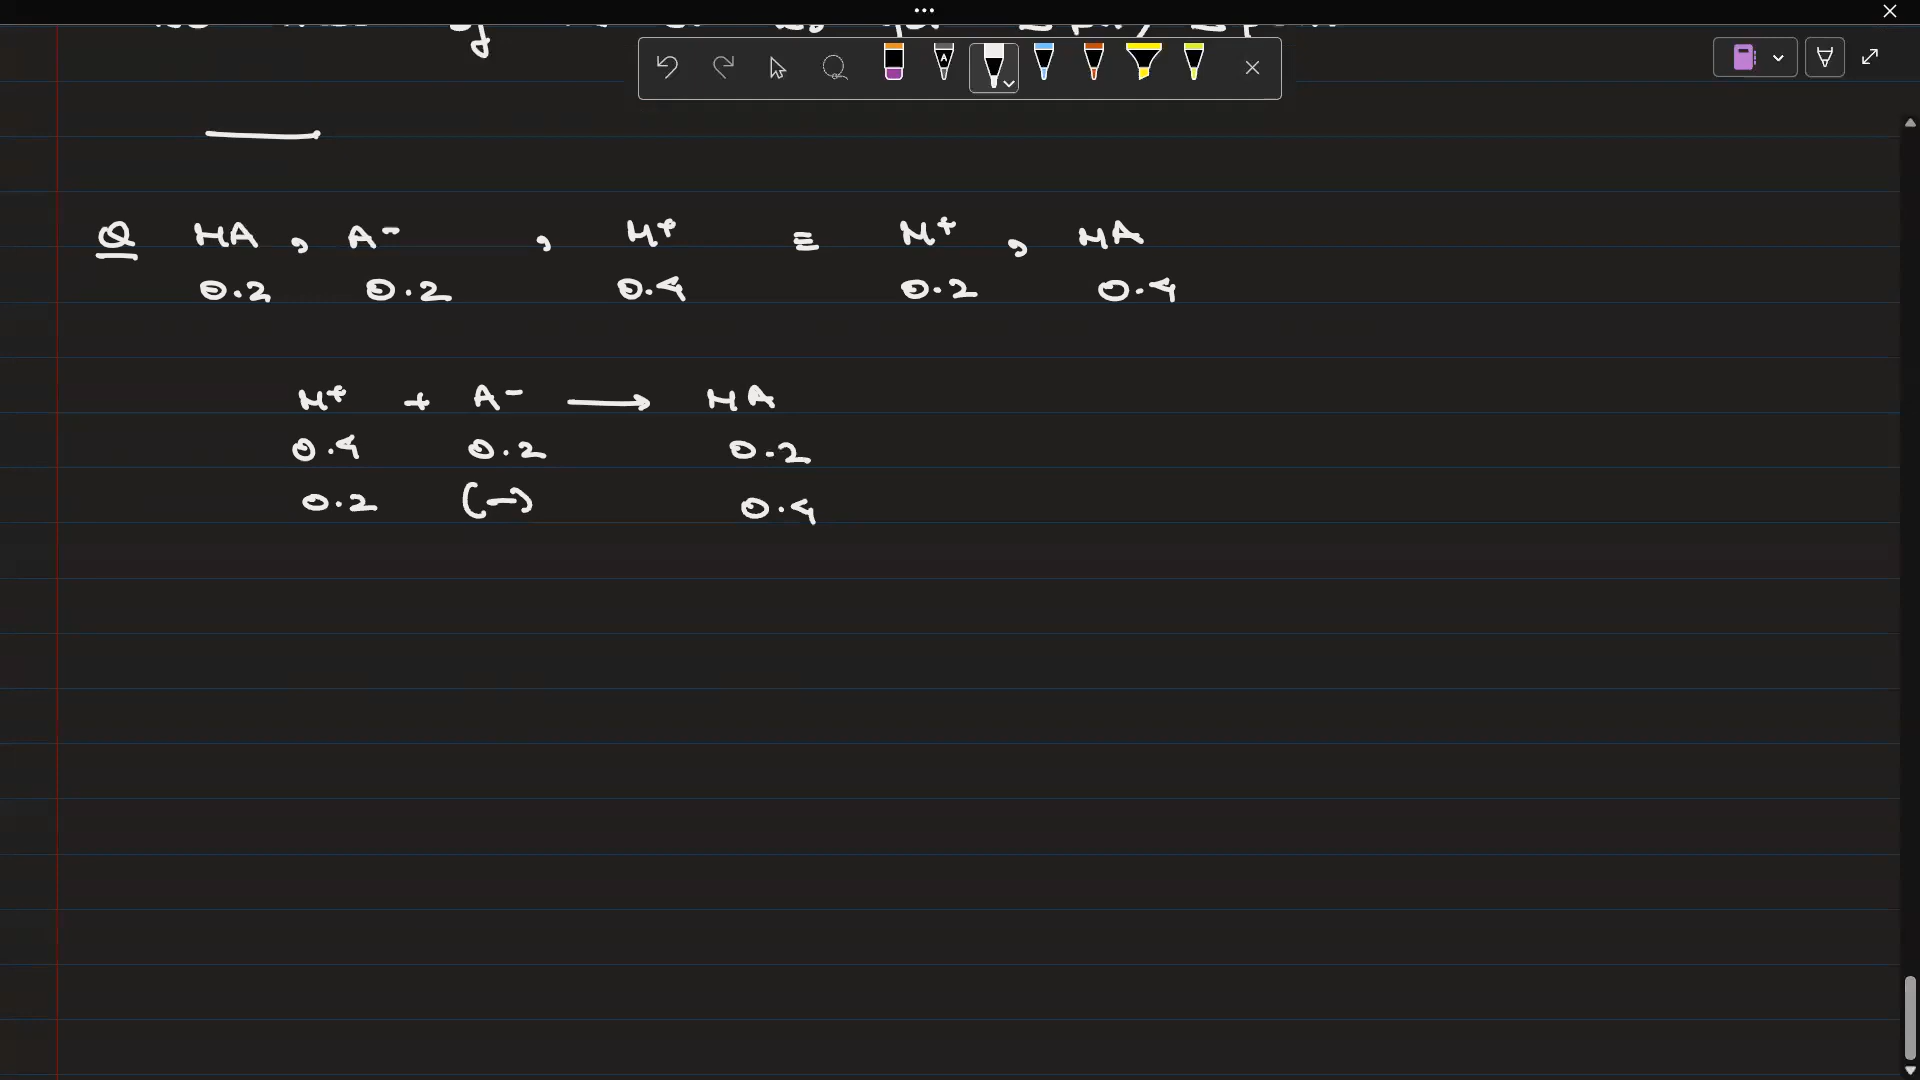 Q HA , A⁻ , H⁺ ≡ H⁺ , HA
0.2 0.2 0.4 0.2 0.4
H⁺ + A⁻ ⟶ HA
0.4 0.2 0.2
0.2 (—) 0.4